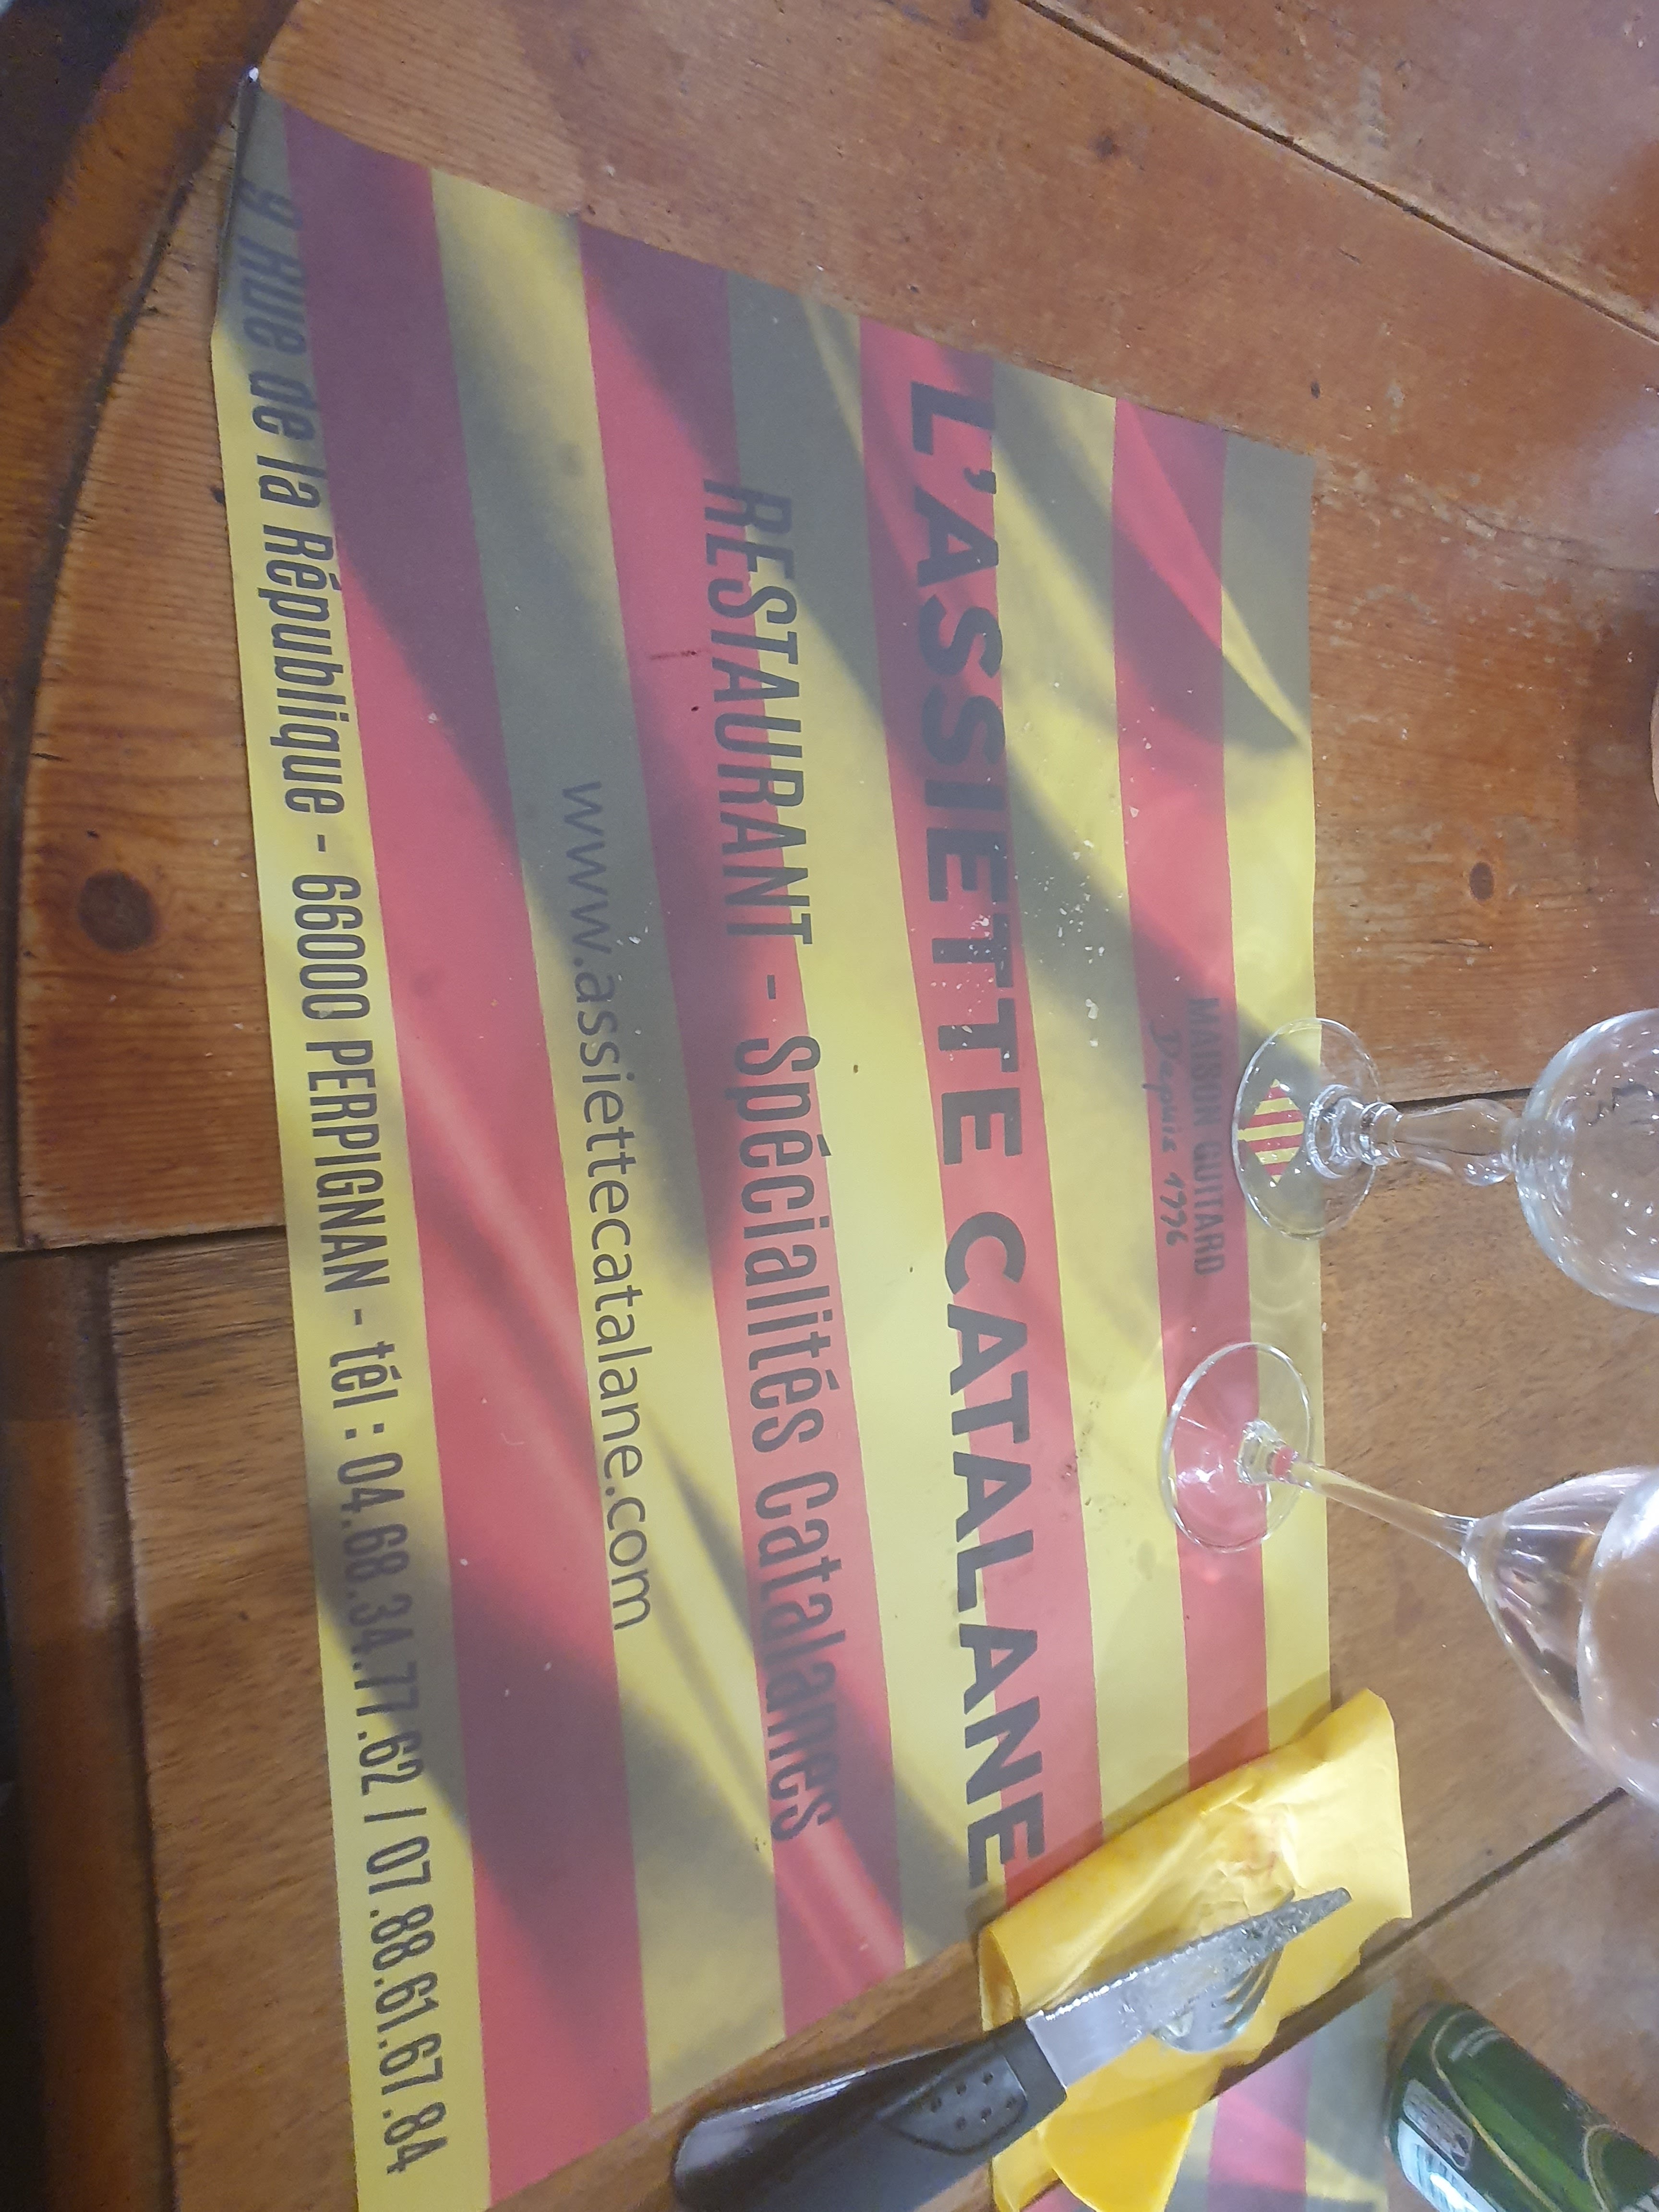 MAISON GUITARD
Depuis 1996
L'ASSIETTE CATALANE
RESTAURANT - Spécialités Catalanes
www.assiettecatalane.com
9 Rue de la République - 66000 PERPIGNAN - tél : 04.68.34.77.62 / 07.88.61.67.84